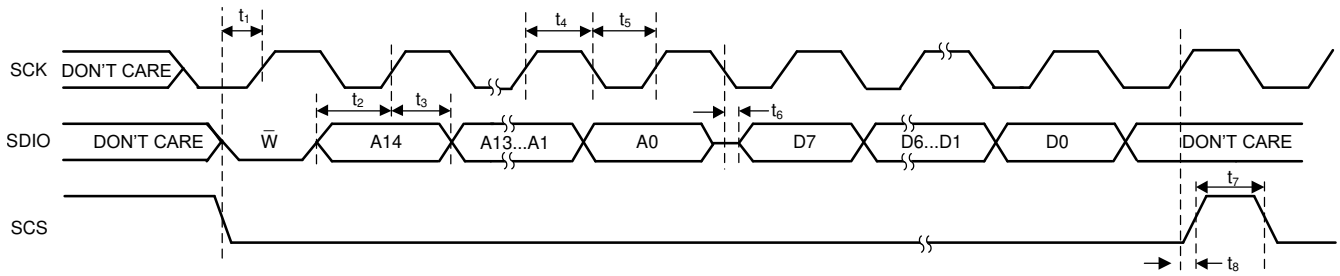 t1 t4 t5
SCK DON'T CARE
t2 t3 t6
SDIO DON'T CARE W̅ A14 A13...A1 A0 D7 D6...D1 D0 DON'T CARE
t7
SCS
t8